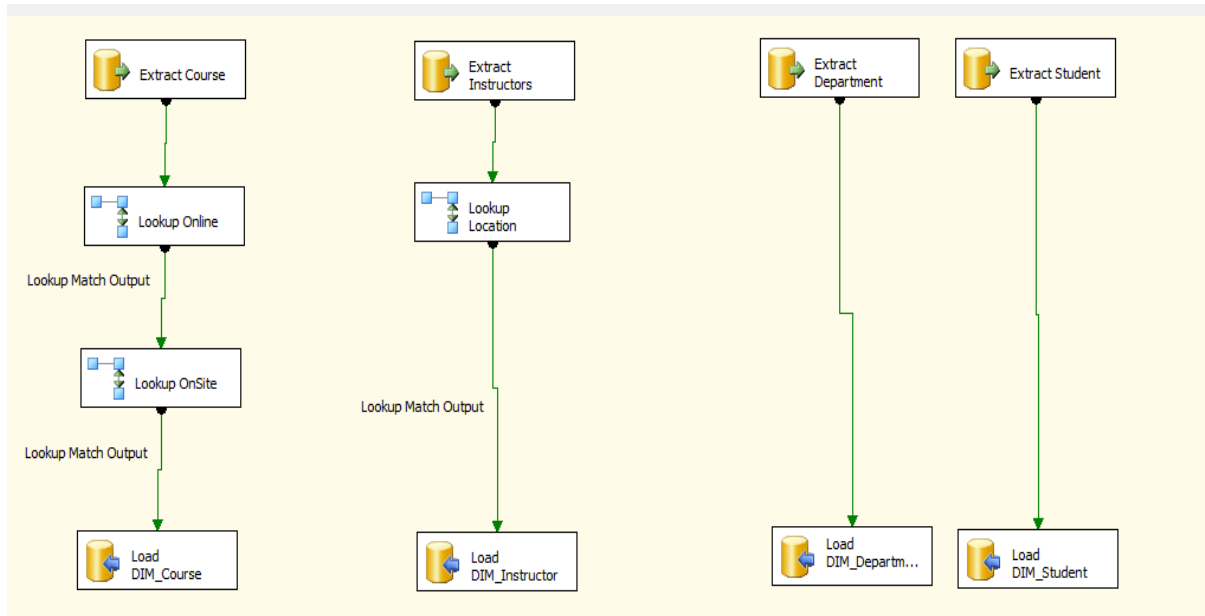 Extract Course
Extract
Instructors
Extract
Department
Extract Student
Lookup Online
Lookup
Location
Lookup Match Output
Lookup OnSite
Lookup Match Output
Lookup Match Output
Load
DIM_Course
Load
DIM_Instructor
Load
DIM_Departm...
Load
DIM_Student